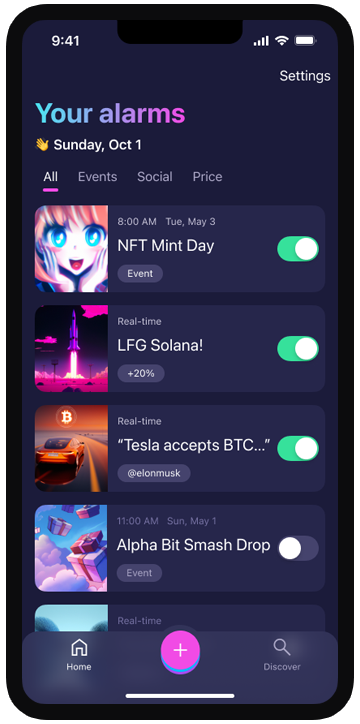 9:41
Settings
Your alarms
👋 Sunday, Oct 1
All Events Social Price
8:00 AM Tue, May 3
NFT Mint Day
Event
Real-time
LFG Solana!
+20%
Real-time
“Tesla accepts BTC...”
@elonmusk
11:00 AM Sun, May 1
Alpha Bit Smash Drop
Event
Real-time
Home
Discover